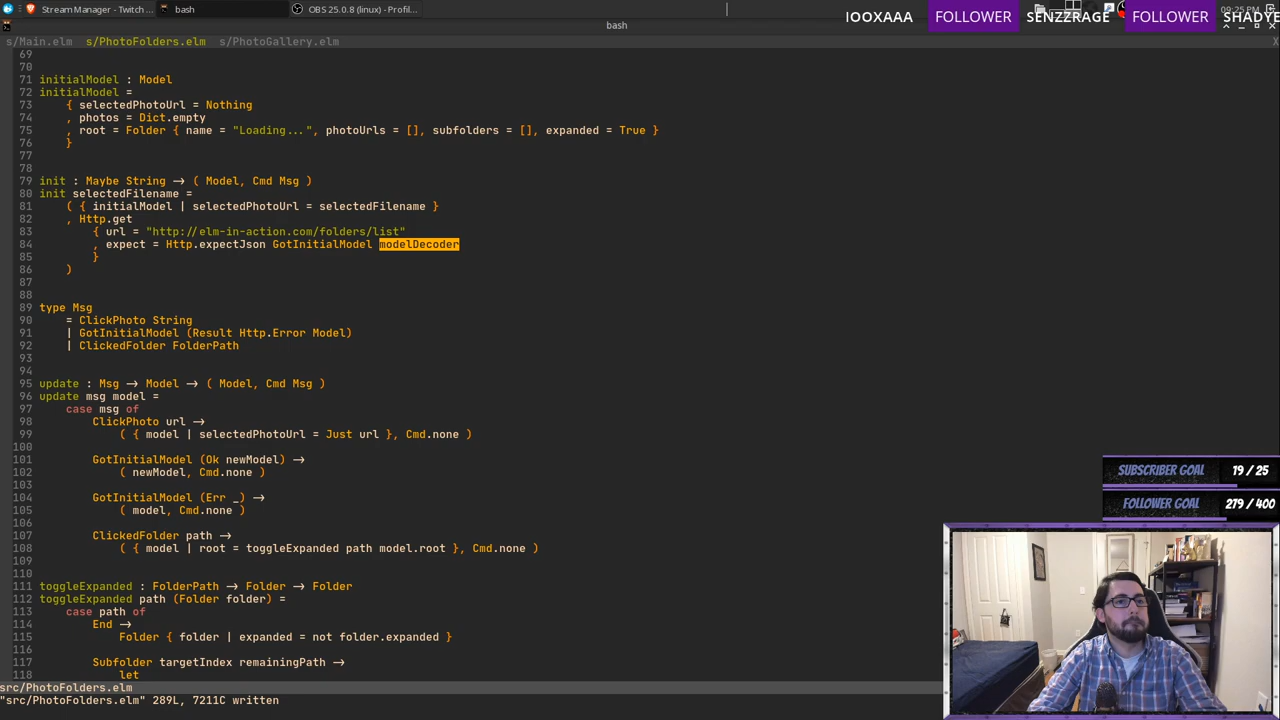 Stream Manager - Twitch ...
bash
OBS 25.0.8 (linux) - Profil...
09:25 PM
IOOXAAA
FOLLOWER
SENZZRAGE
FOLLOWER
SHADYE
bash
s/Main.elm s/PhotoFolders.elm s/PhotoGallery.elm
X
69
70
71 initialModel : Model
72 initialModel =
73 { selectedPhotoUrl = Nothing
74 , photos = Dict.empty
75 , root = Folder { name = "Loading...", photoUrls = [], subfolders = [], expanded = True }
76 }
77
78
79 init : Maybe String → ( Model, Cmd Msg )
80 init selectedFilename =
81 ( { initialModel | selectedPhotoUrl = selectedFilename }
82 , Http.get
83 { url = "http://elm-in-action.com/folders/list"
84 , expect = Http.expectJson GotInitialModel modelDecoder
85 }
86 )
87
88
89 type Msg
90 = ClickPhoto String
91 | GotInitialModel (Result Http.Error Model)
92 | ClickedFolder FolderPath
93
94
95 update : Msg → Model → ( Model, Cmd Msg )
96 update msg model =
97 case msg of
98 ClickPhoto url →
99 ( { model | selectedPhotoUrl = Just url }, Cmd.none )
100
101 GotInitialModel (Ok newModel) →
102 ( newModel, Cmd.none )
103
104 GotInitialModel (Err _) →
105 ( model, Cmd.none )
106
107 ClickedFolder path →
108 ( { model | root = toggleExpanded path model.root }, Cmd.none )
109
110
111 toggleExpanded : FolderPath → Folder → Folder
112 toggleExpanded path (Folder folder) =
113 case path of
114 End →
115 Folder { folder | expanded = not folder.expanded }
116
117 Subfolder targetIndex remainingPath →
118 let
src/PhotoFolders.elm
"src/PhotoFolders.elm" 289L, 7211C written
SUBSCRIBER GOAL 19 / 25
FOLLOWER GOAL 279 / 400